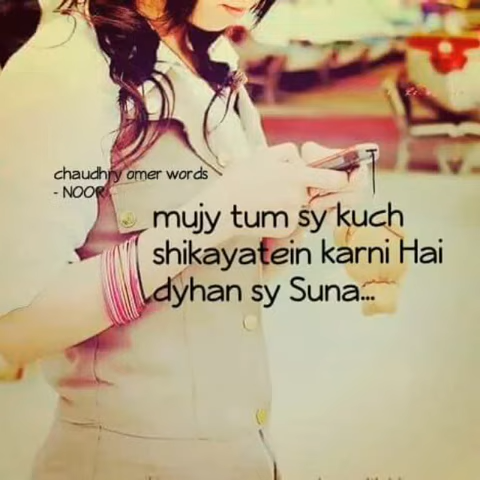 chaudhry omer words
- NOOR
mujy tum sy kuch
shikayatein karni Hai
dyhan sy Suna...